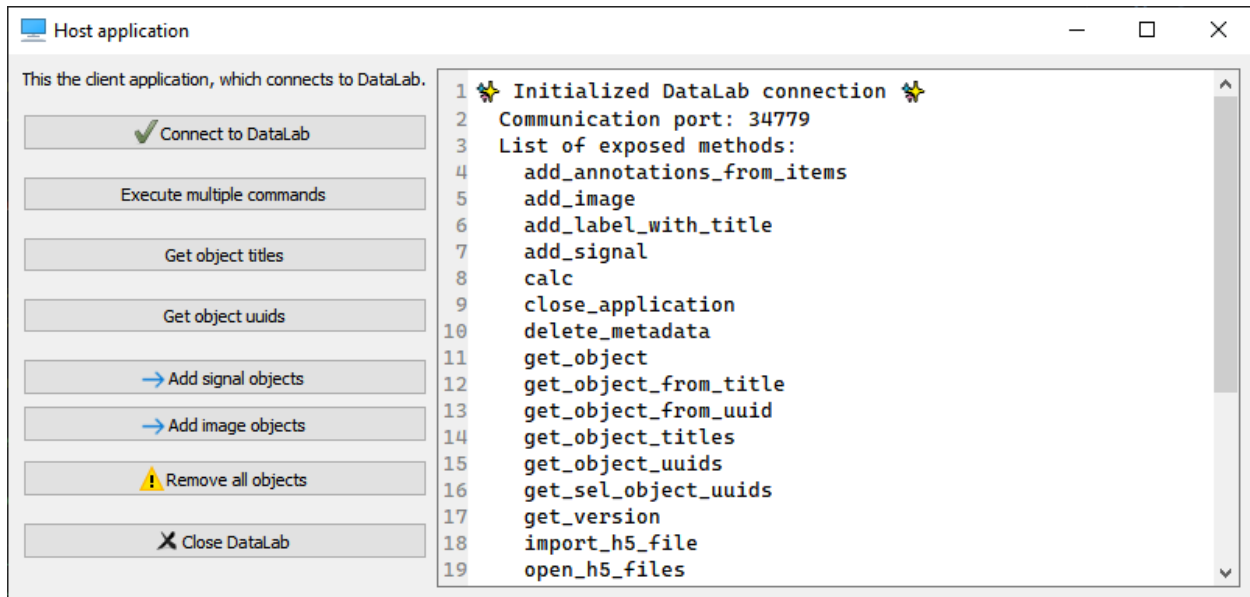 Host application
This the client application, which connects to DataLab.
Connect to DataLab
Execute multiple commands
Get object titles
Get object uuids
Add signal objects
Add image objects
Remove all objects
Close DataLab
1 Initialized DataLab connection
2 Communication port: 34779
3 List of exposed methods:
4 add_annotations_from_items
5 add_image
6 add_label_with_title
7 add_signal
8 calc
9 close_application
10 delete_metadata
11 get_object
12 get_object_from_title
13 get_object_from_uuid
14 get_object_titles
15 get_object_uuids
16 get_sel_object_uuids
17 get_version
18 import_h5_file
19 open_h5_files